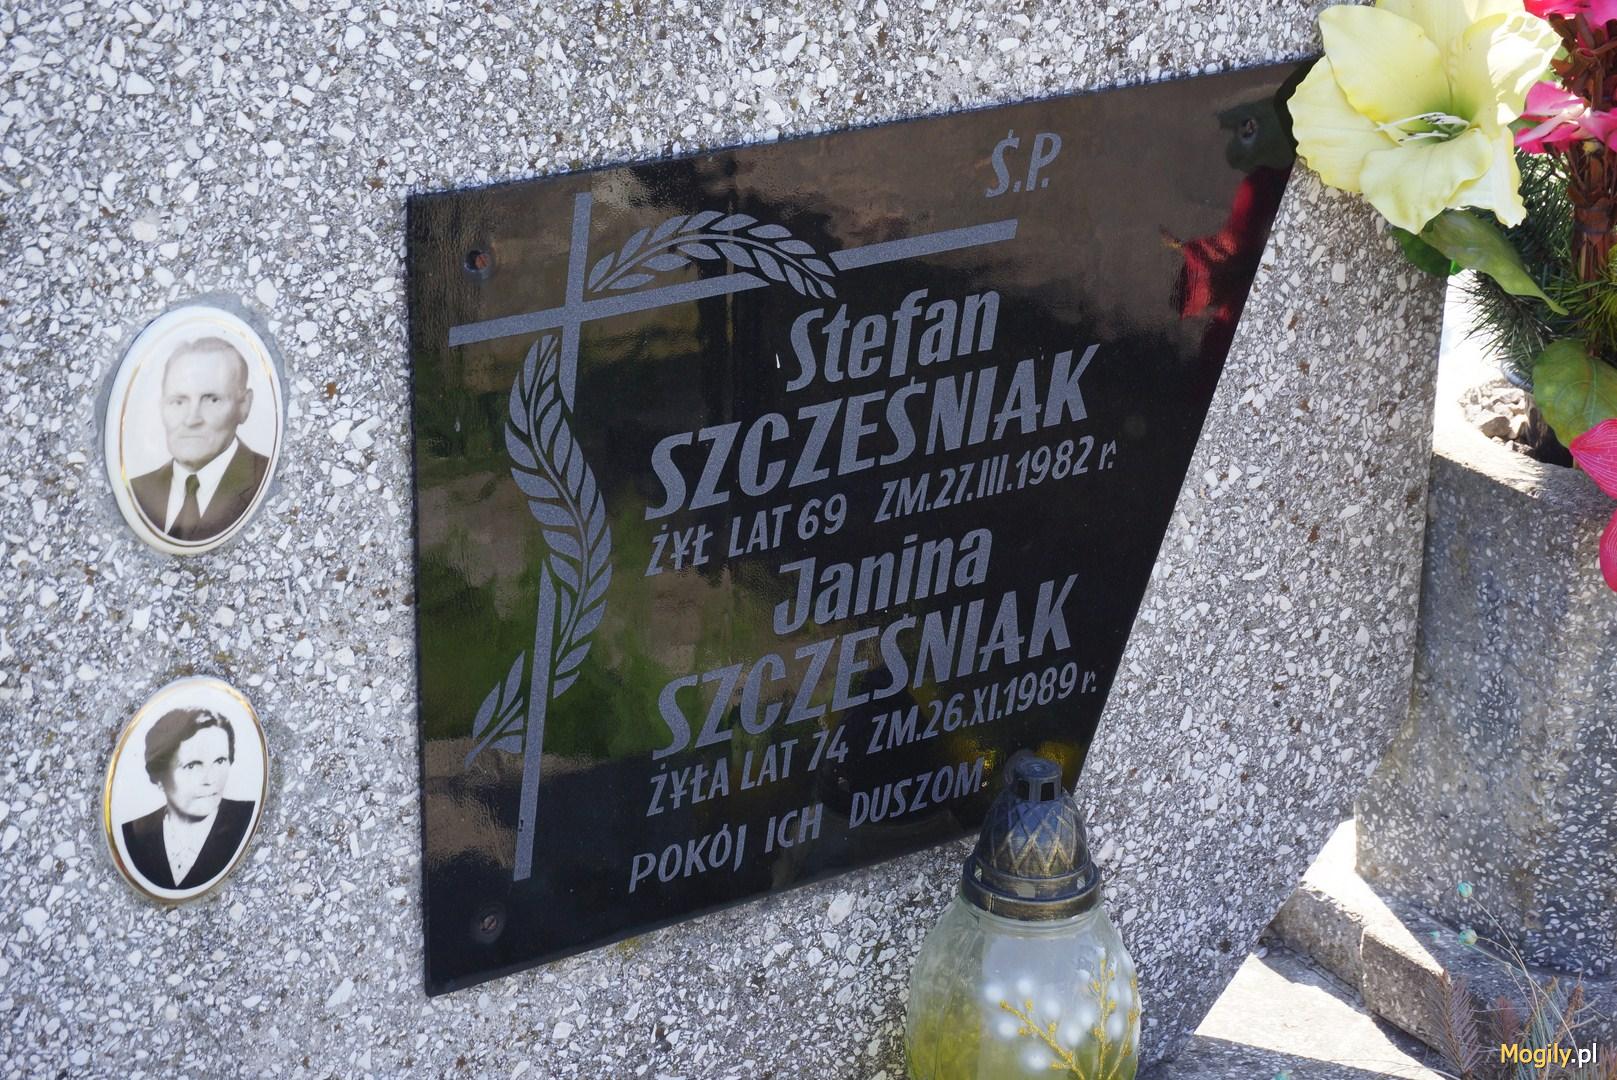 Ś.P.
Stefan
SZCZEŚNIAK
ŻYŁ LAT 69 ZM.27.III.1982 r.
Janina
SZCZEŚNIAK
ŻYŁA LAT 74 ZM.26.XI.1989 r.
POKÓJ ICH DUSZOM
Mogily.pl